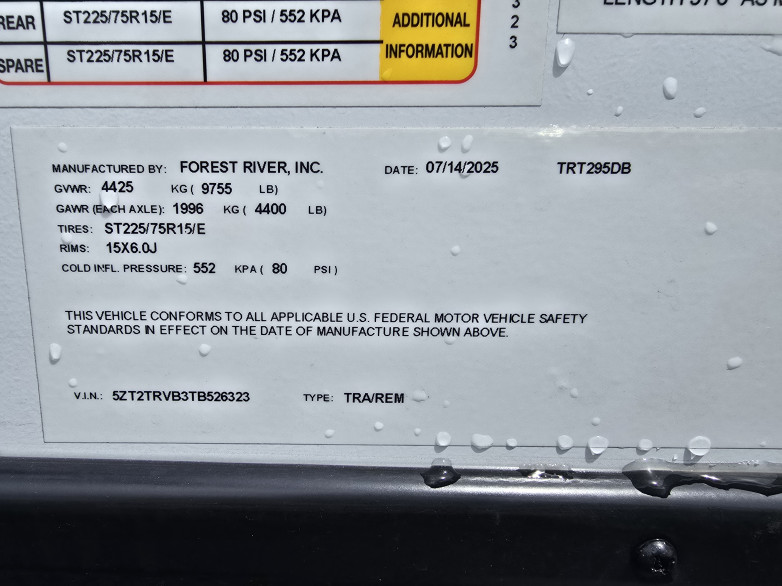 3
REAR ST225/75R15/E 80 PSI / 552 KPA ADDITIONAL 2
SPARE ST225/75R15/E 80 PSI / 552 KPA INFORMATION 3
MANUFACTURED BY: FOREST RIVER, INC. DATE: 07/14/2025 TRT295DB
GVWR: 4425 KG ( 9755 LB)
GAWR (EACH AXLE): 1996 KG ( 4400 LB)
TIRES: ST225/75R15/E
RIMS: 15X6.0J
COLD INFL. PRESSURE: 552 KPA ( 80 PSI )
THIS VEHICLE CONFORMS TO ALL APPLICABLE U.S. FEDERAL MOTOR VEHICLE SAFETY
STANDARDS IN EFFECT ON THE DATE OF MANUFACTURE SHOWN ABOVE.
V.I.N.: 5ZT2TRVB3TB526323 TYPE: TRA/REM